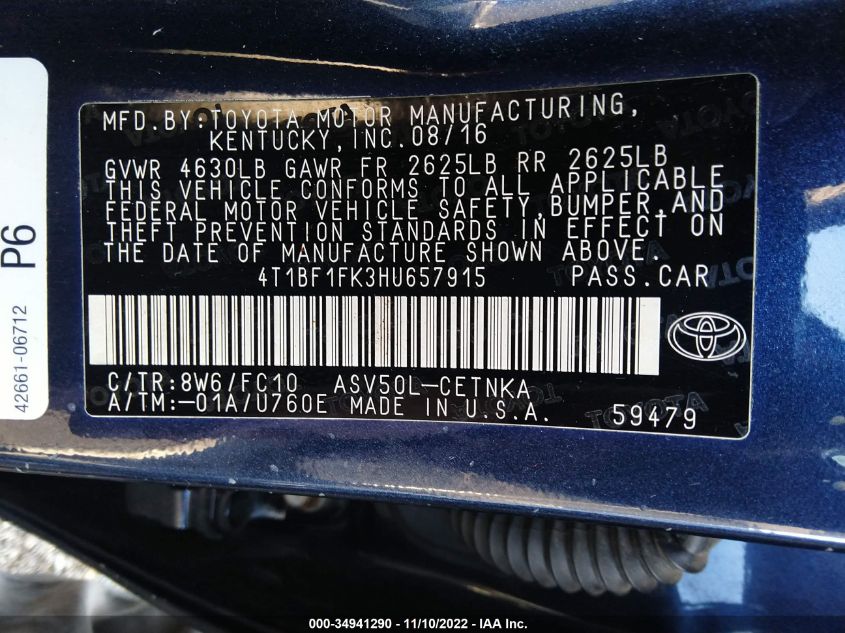 MFD.BY:TOYOTA MOTOR MANUFACTURING,
KENTUCKY,INC.08/16
GVWR 4630LB GAWR FR 2625LB RR 2625LB
THIS VEHICLE CONFORMS TO ALL APPLICABLE
FEDERAL MOTOR VEHICLE SAFETY,BUMPER,AND
THEFT PREVENTION STANDARDS IN EFFECT ON
THE DATE OF MANUFACTURE SHOWN ABOVE.
4T1BF1FK3HU657915 PASS.CAR
C/TR:8W6/FC10 ASV50L-CETNKA
A/TM:-01A/U760E MADE IN U.S.A. 59479
P6
42661-06712
000-34941290 - 11/10/2022 - IAA Inc.